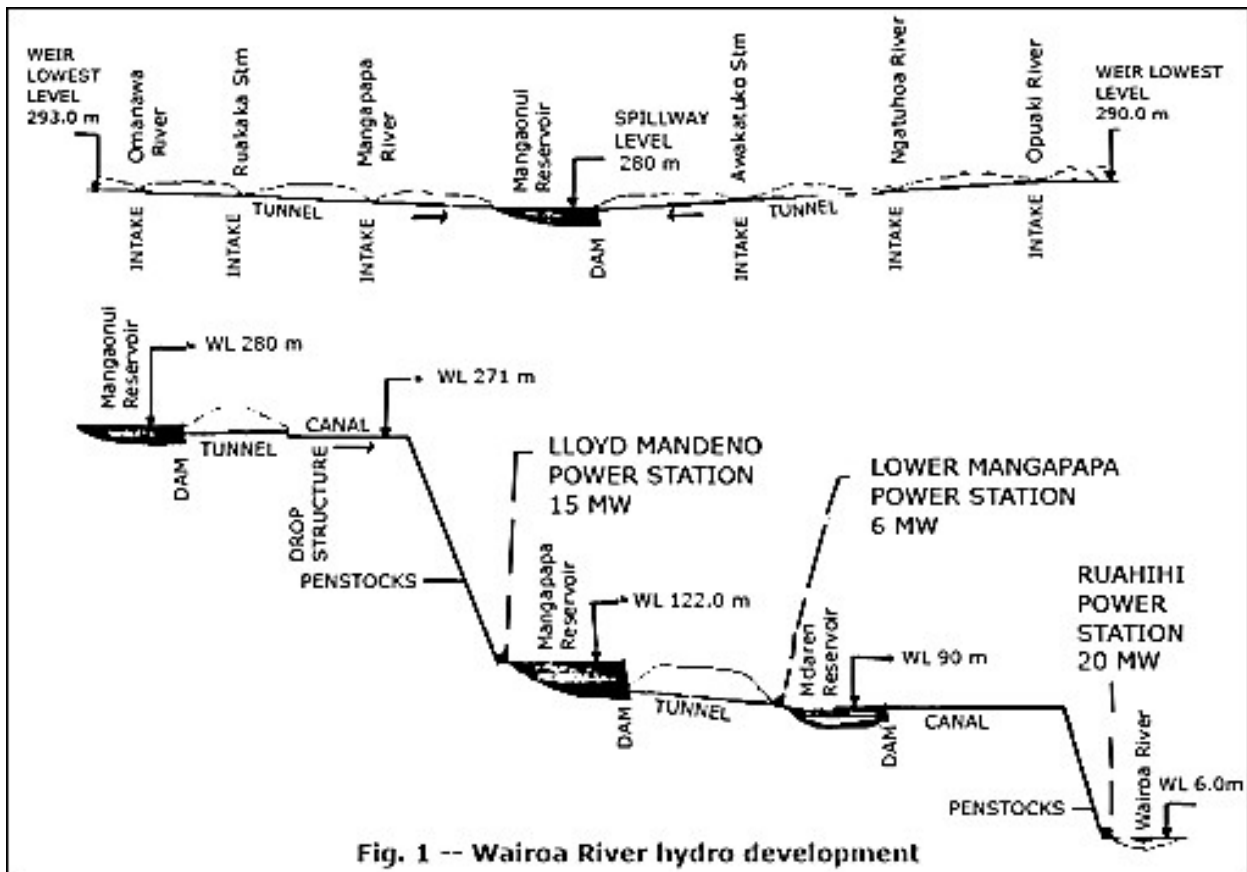 WEIR
LOWEST
LEVEL
293.0 m
Omanawa
River
Ruakaka Stm
Mangapapa
River
Mangaonui
Reservoir
SPILLWAY
LEVEL
280 m
Awakatuko Stm
Ngatuhoa River
Opuaki River
WEIR LOWEST
LEVEL
290.0 m
INTAKE
INTAKE
TUNNEL
INTAKE
DAM
INTAKE
TUNNEL
INTAKE
INTAKE
Mangaonui
Reservoir
WL 280 m
WL 271 m
DAM
TUNNEL
CANAL
DROP
STRUCTURE
PENSTOCKS
LLOYD MANDENO
POWER STATION
15 MW
Mangapapa
Reservoir
WL 122.0 m
DAM
TUNNEL
LOWER MANGAPAPA
POWER STATION
6 MW
Mdaren
Reservoir
WL 90 m
DAM
CANAL
RUAHIHI
POWER
STATION
20 MW
PENSTOCKS
Wairoa River
WL 6.0m
Fig. 1 -- Wairoa River hydro development